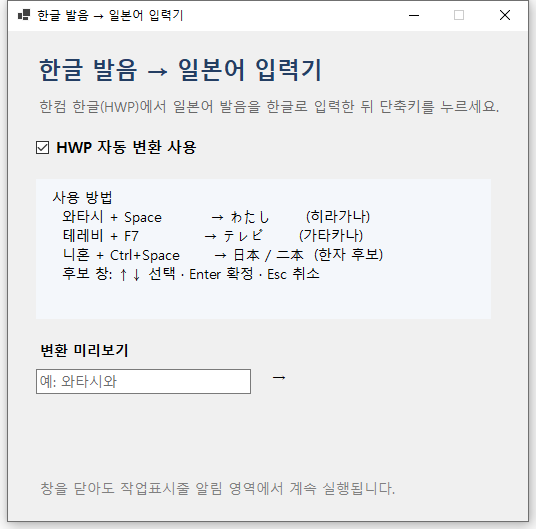 한글 발음 → 일본어 입력기
한글 발음 → 일본어 입력기
한컴 한글(HWP)에서 일본어 발음을 한글로 입력한 뒤 단축키를 누르세요.
HWP 자동 변환 사용
사용 방법
와타시 + Space → わたし (히라가나)
테레비 + F7 → テレビ (가타카나)
니혼 + Ctrl+Space → 日本 / 二本 (한자 후보)
후보 창: ↑↓ 선택 · Enter 확정 · Esc 취소
변환 미리보기
예: 와타시와 →
창을 닫아도 작업표시줄 알림 영역에서 계속 실행됩니다.